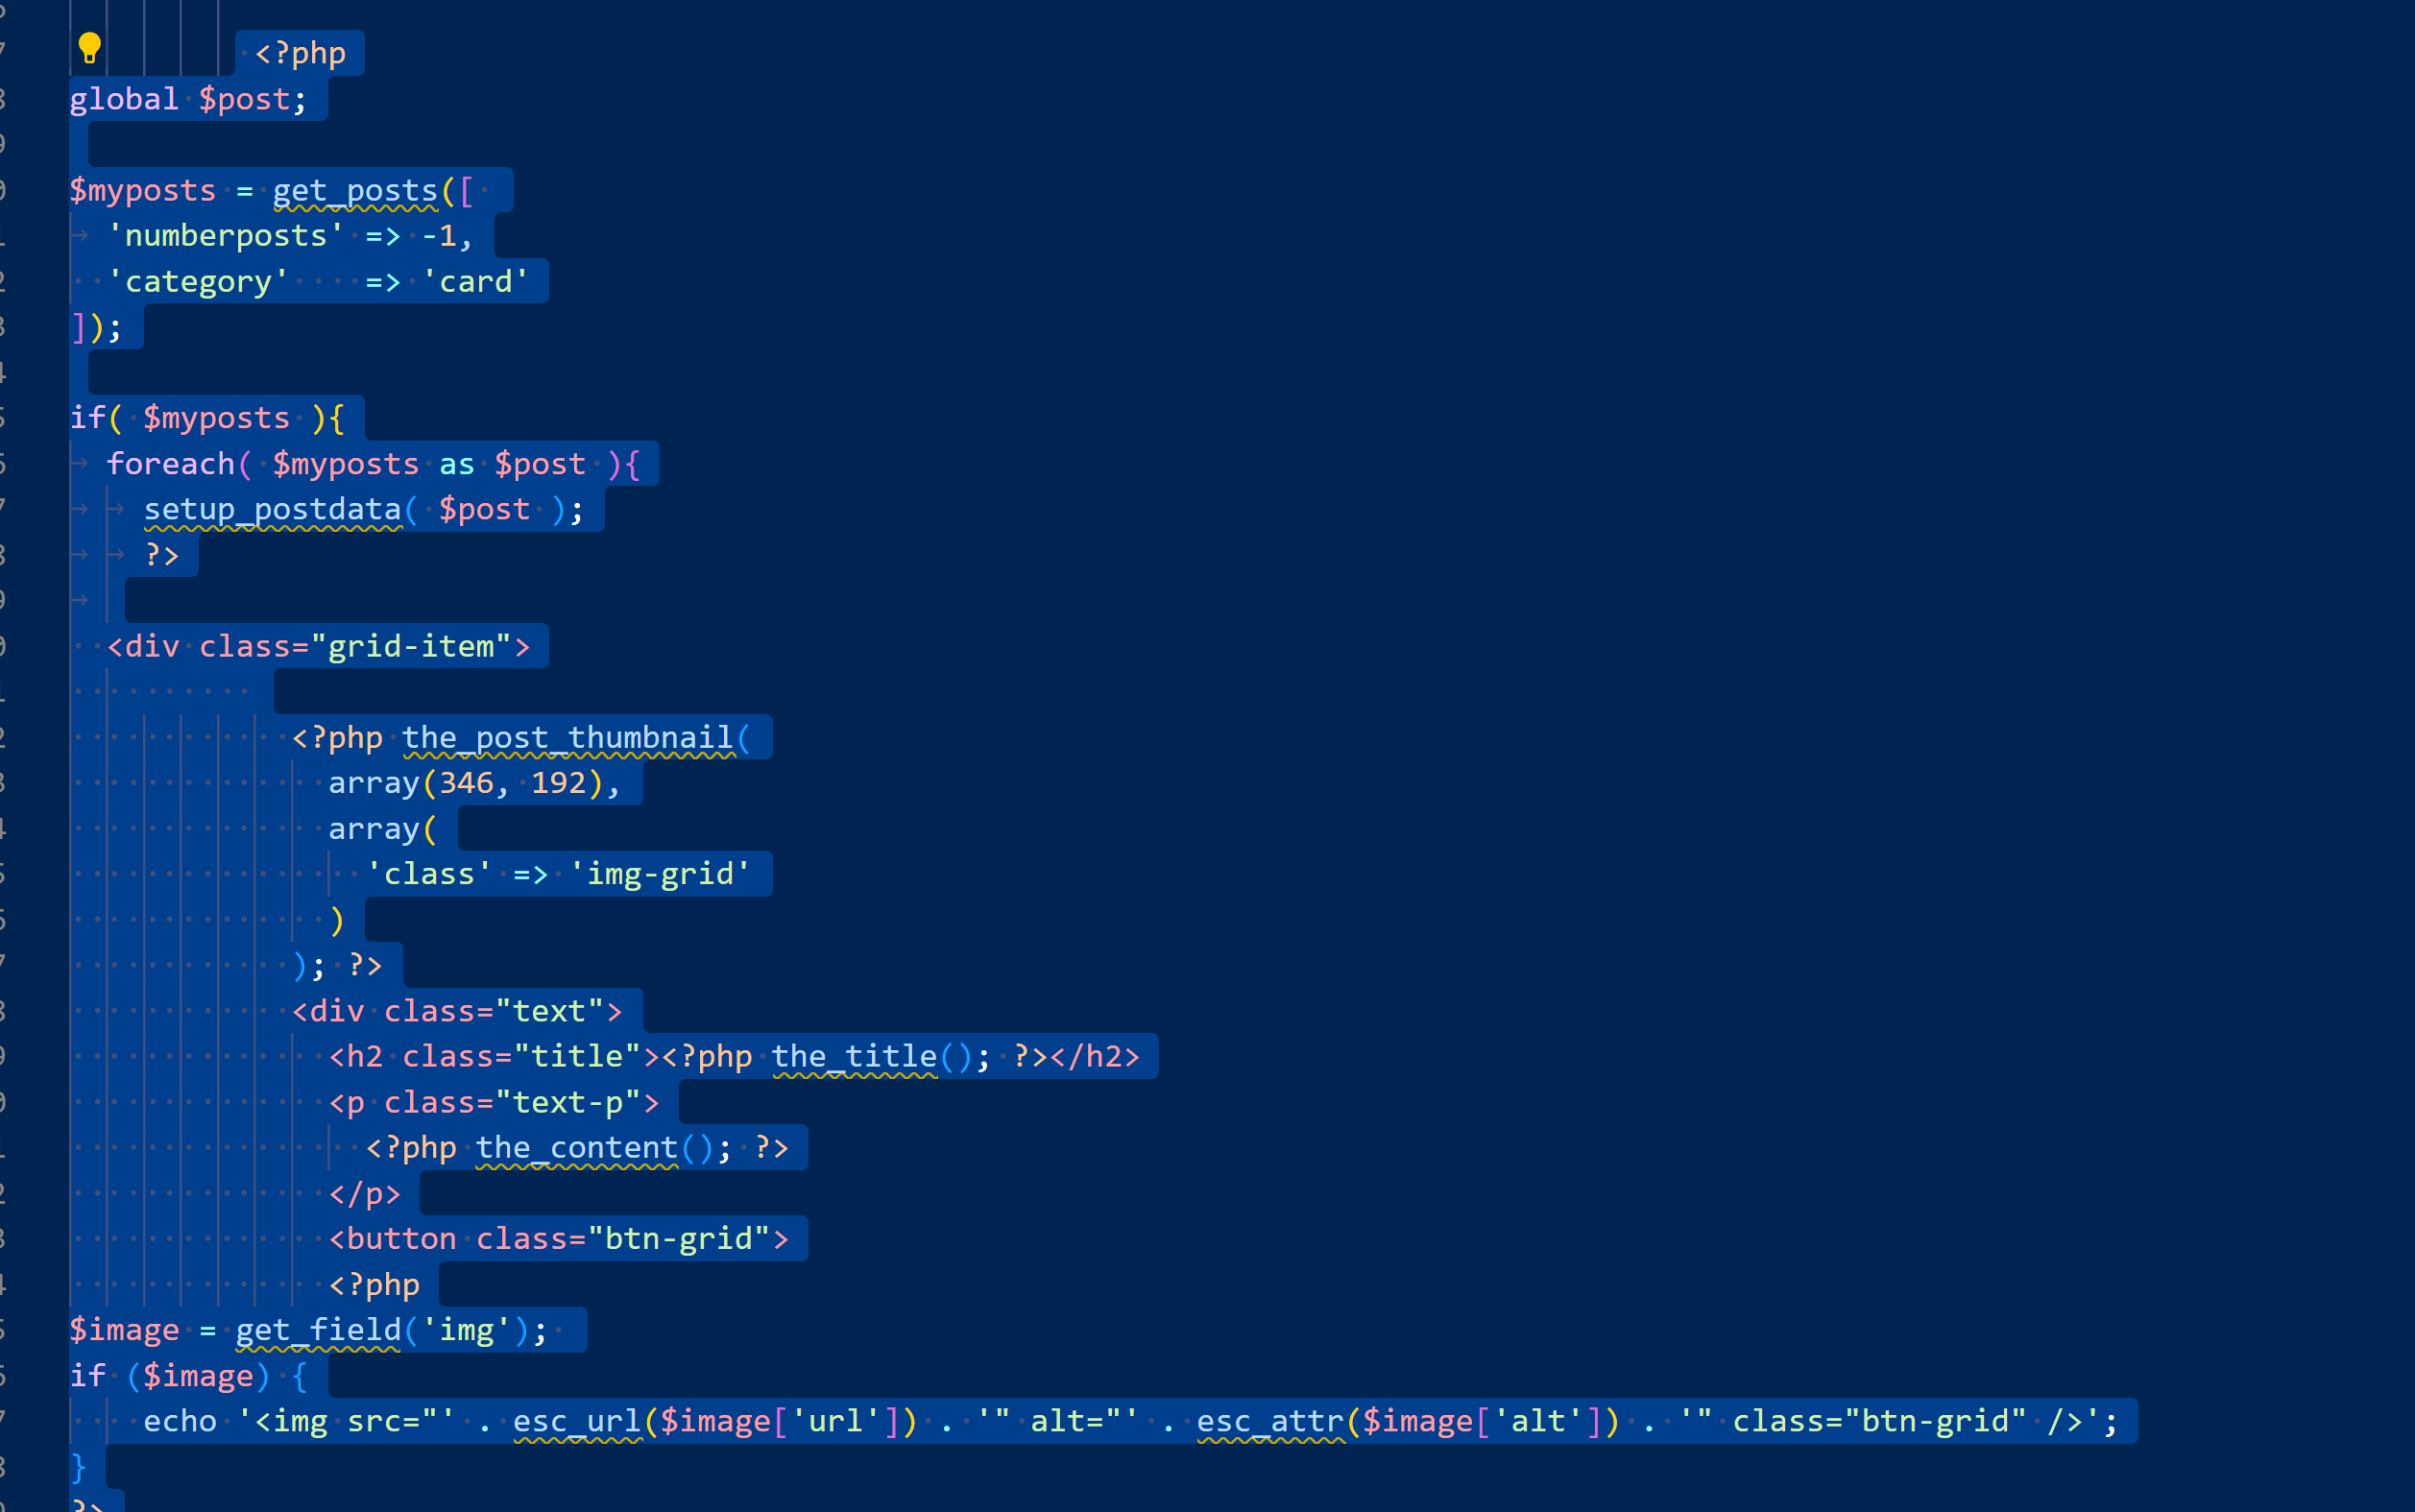 <?php
global $post;
$myposts = get_posts([
'numberposts' => -1,
'category' => 'card'
]);
if( $myposts ){
foreach( $myposts as $post ){
setup_postdata( $post );
?>
<div class="grid-item">
<?php the_post_thumbnail(
array(346, 192),
array(
'class' => 'img-grid'
)
); ?>
<div class="text">
<h2 class="title"><?php the_title(); ?></h2>
<p class="text-p">
<?php the_content(); ?>
</p>
<button class="btn-grid">
<?php
$image = get_field('img');
if ($image) {
echo '<img src="' . esc_url($image['url']) . '" alt="' . esc_attr($image['alt']) . '" class="btn-grid" />';
}
?>